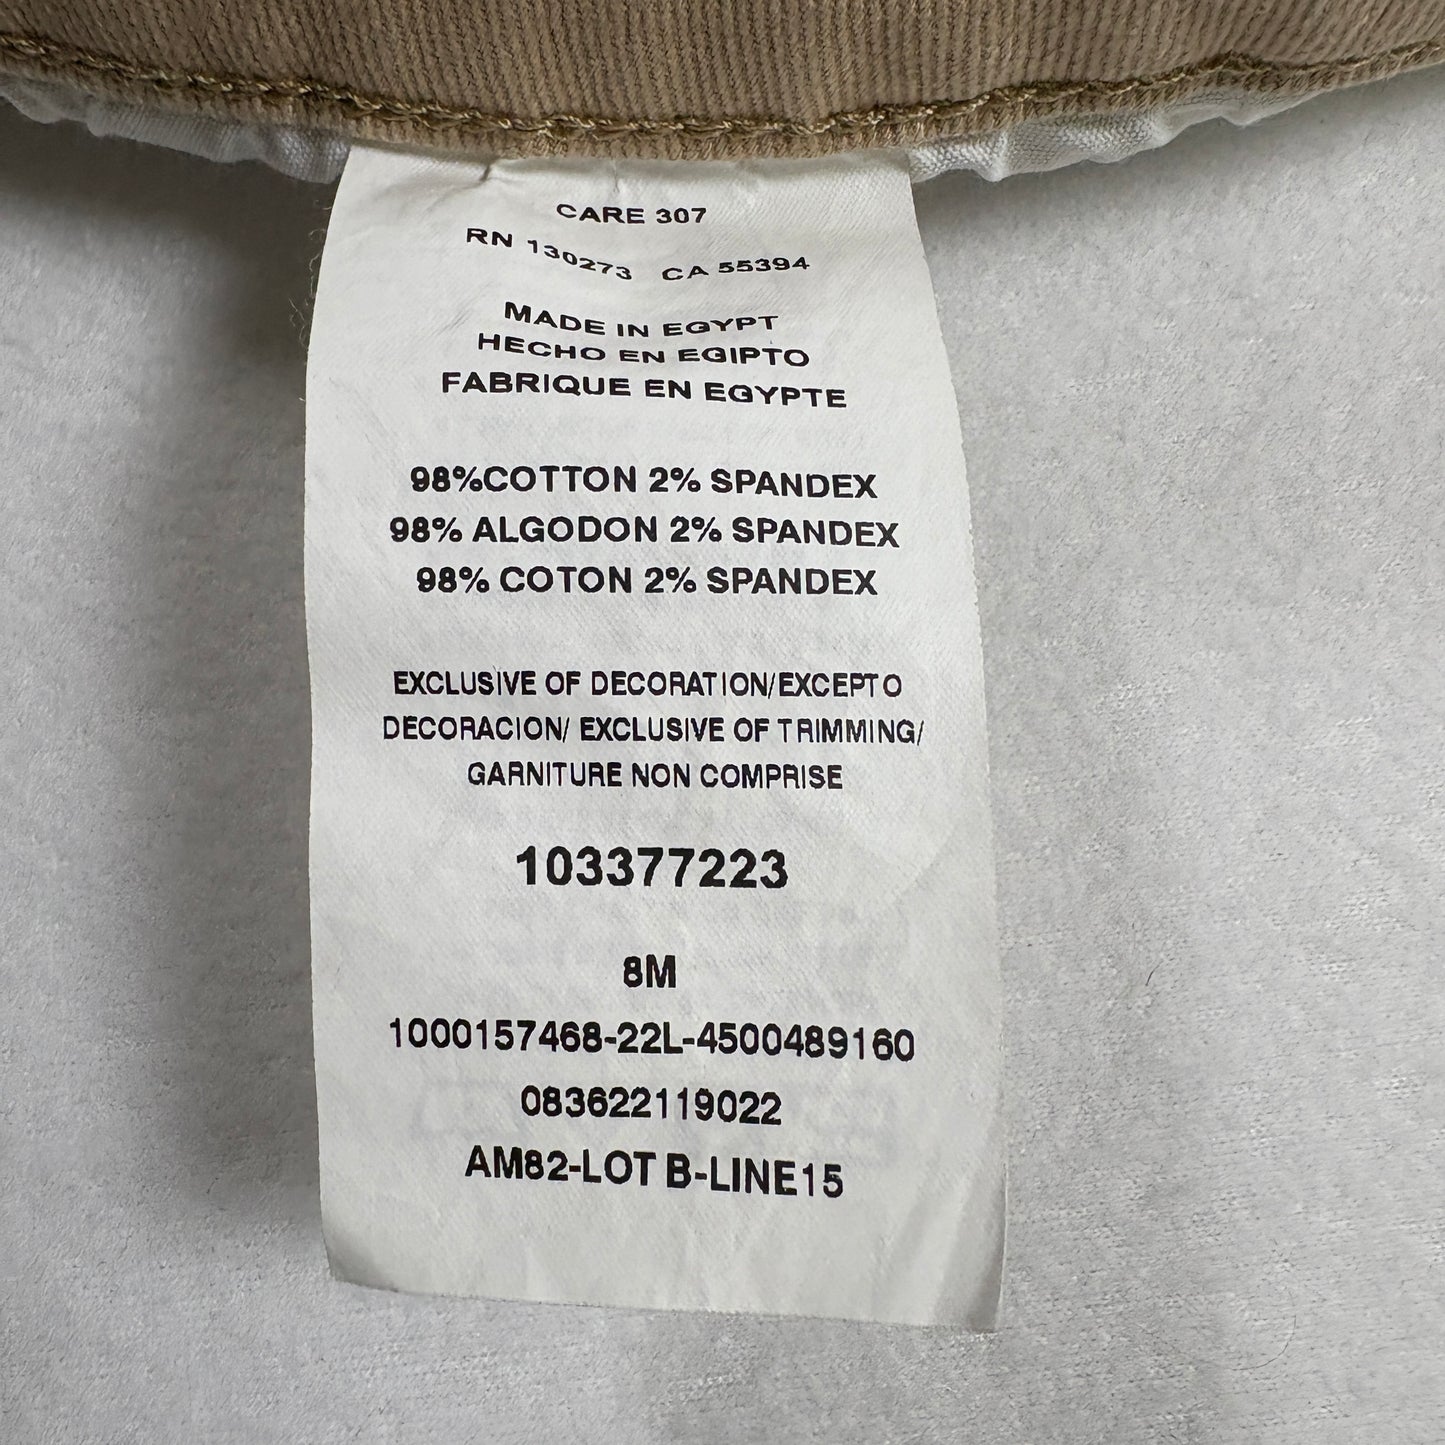 CARE 307
RN 130273 CA 55394
MADE IN EGYPT
HECHO EN EGIPTO
FABRIQUE EN EGYPTE
98%COTTON 2% SPANDEX
98% ALGODON 2% SPANDEX
98% COTON 2% SPANDEX
EXCLUSIVE OF DECORATION/EXCEPTO
DECORACION/ EXCLUSIVE OF TRIMMING/
GARNITURE NON COMPRISE
103377223
8M
1000157468-22L-4500489160
083622119022
AM82-LOT B-LINE15